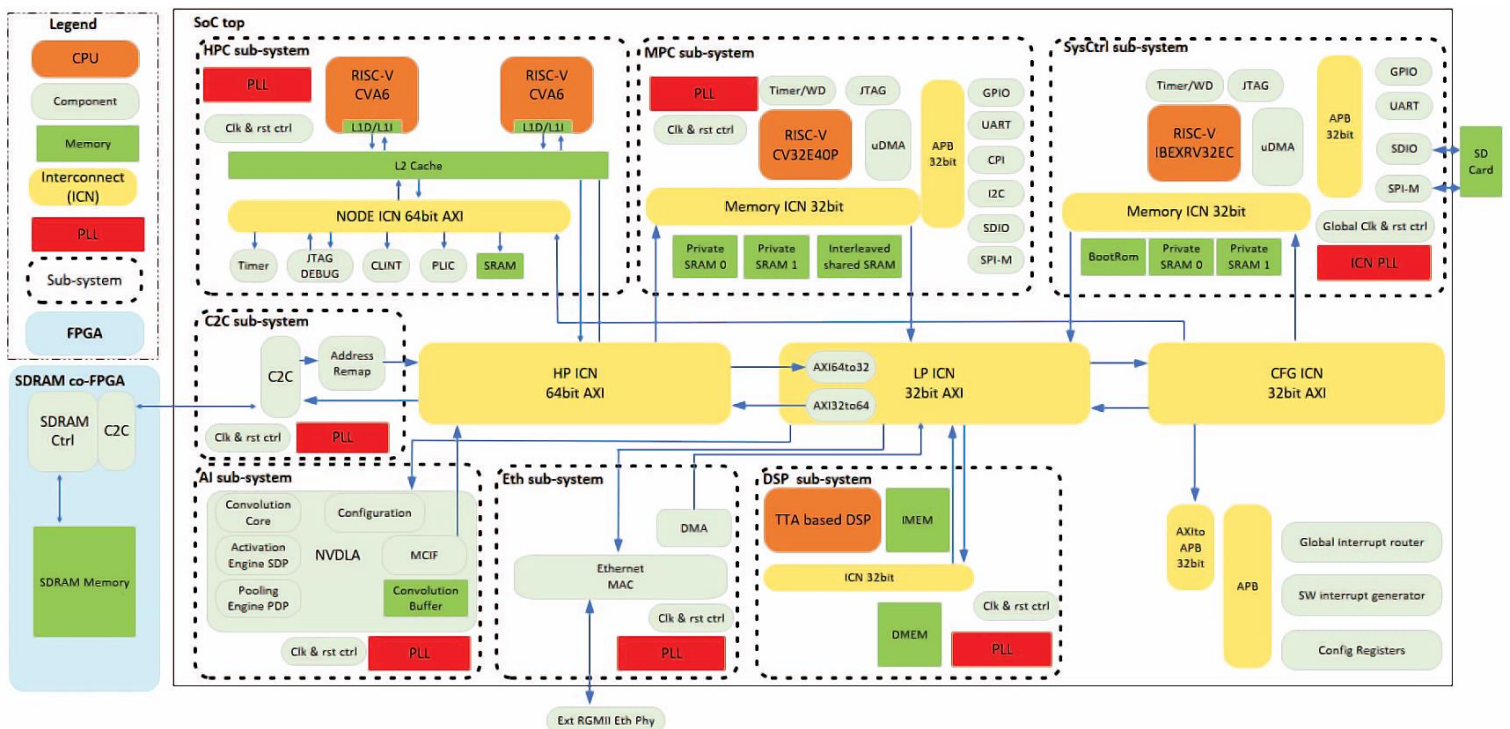 Legend
CPU
Component
Memory
Interconnect
(ICN)
PLL
Sub-system
FPGA
SDRAM co-FPGA
SDRAM
Ctrl
C2C
SDRAM Memory
SoC top
HPC sub-system
PLL
Clk & rst ctrl
RISC-V
CVA6
L1D/L1I
RISC-V
CVA6
L1D/L1I
L2 Cache
NODE ICN 64bit AXI
Timer
JTAG
DEBUG
CLINT
PLIC
SRAM
MPC sub-system
PLL
Clk & rst ctrl
Timer/WD
JTAG
RISC-V
CV32E40P
uDMA
APB
32bit
GPIO
UART
CPI
I2C
SDIO
SPI-M
Memory ICN 32bit
Private
SRAM 0
Private
SRAM 1
Interleaved
shared SRAM
SysCtrl sub-system
Timer/WD
JTAG
RISC-V
IBEXRV32EC
uDMA
APB
32bit
GPIO
UART
SDIO
SPI-M
SD
Card
Memory ICN 32bit
Global Clk & rst ctrl
BootRom
Private
SRAM 0
Private
SRAM 1
ICN PLL
C2C sub-system
C2C
Address
Remap
Clk & rst ctrl
PLL
HP ICN
64bit AXI
AXI64to32
AXI32to64
LP ICN
32bit AXI
CFG ICN
32bit AXI
AI sub-system
Convolution
Core
Configuration
Activation
Engine SDP
NVDLA
MCIF
Pooling
Engine PDP
Convolution
Buffer
Clk & rst ctrl
PLL
Eth sub-system
DMA
Ethernet
MAC
Clk & rst ctrl
PLL
Ext RGMII Eth Phy
DSP sub-system
TTA based DSP
IMEM
ICN 32bit
Clk & rst ctrl
DMEM
PLL
AXIto
APB
32bit
APB
Global interrupt router
SW interrupt generator
Config Registers